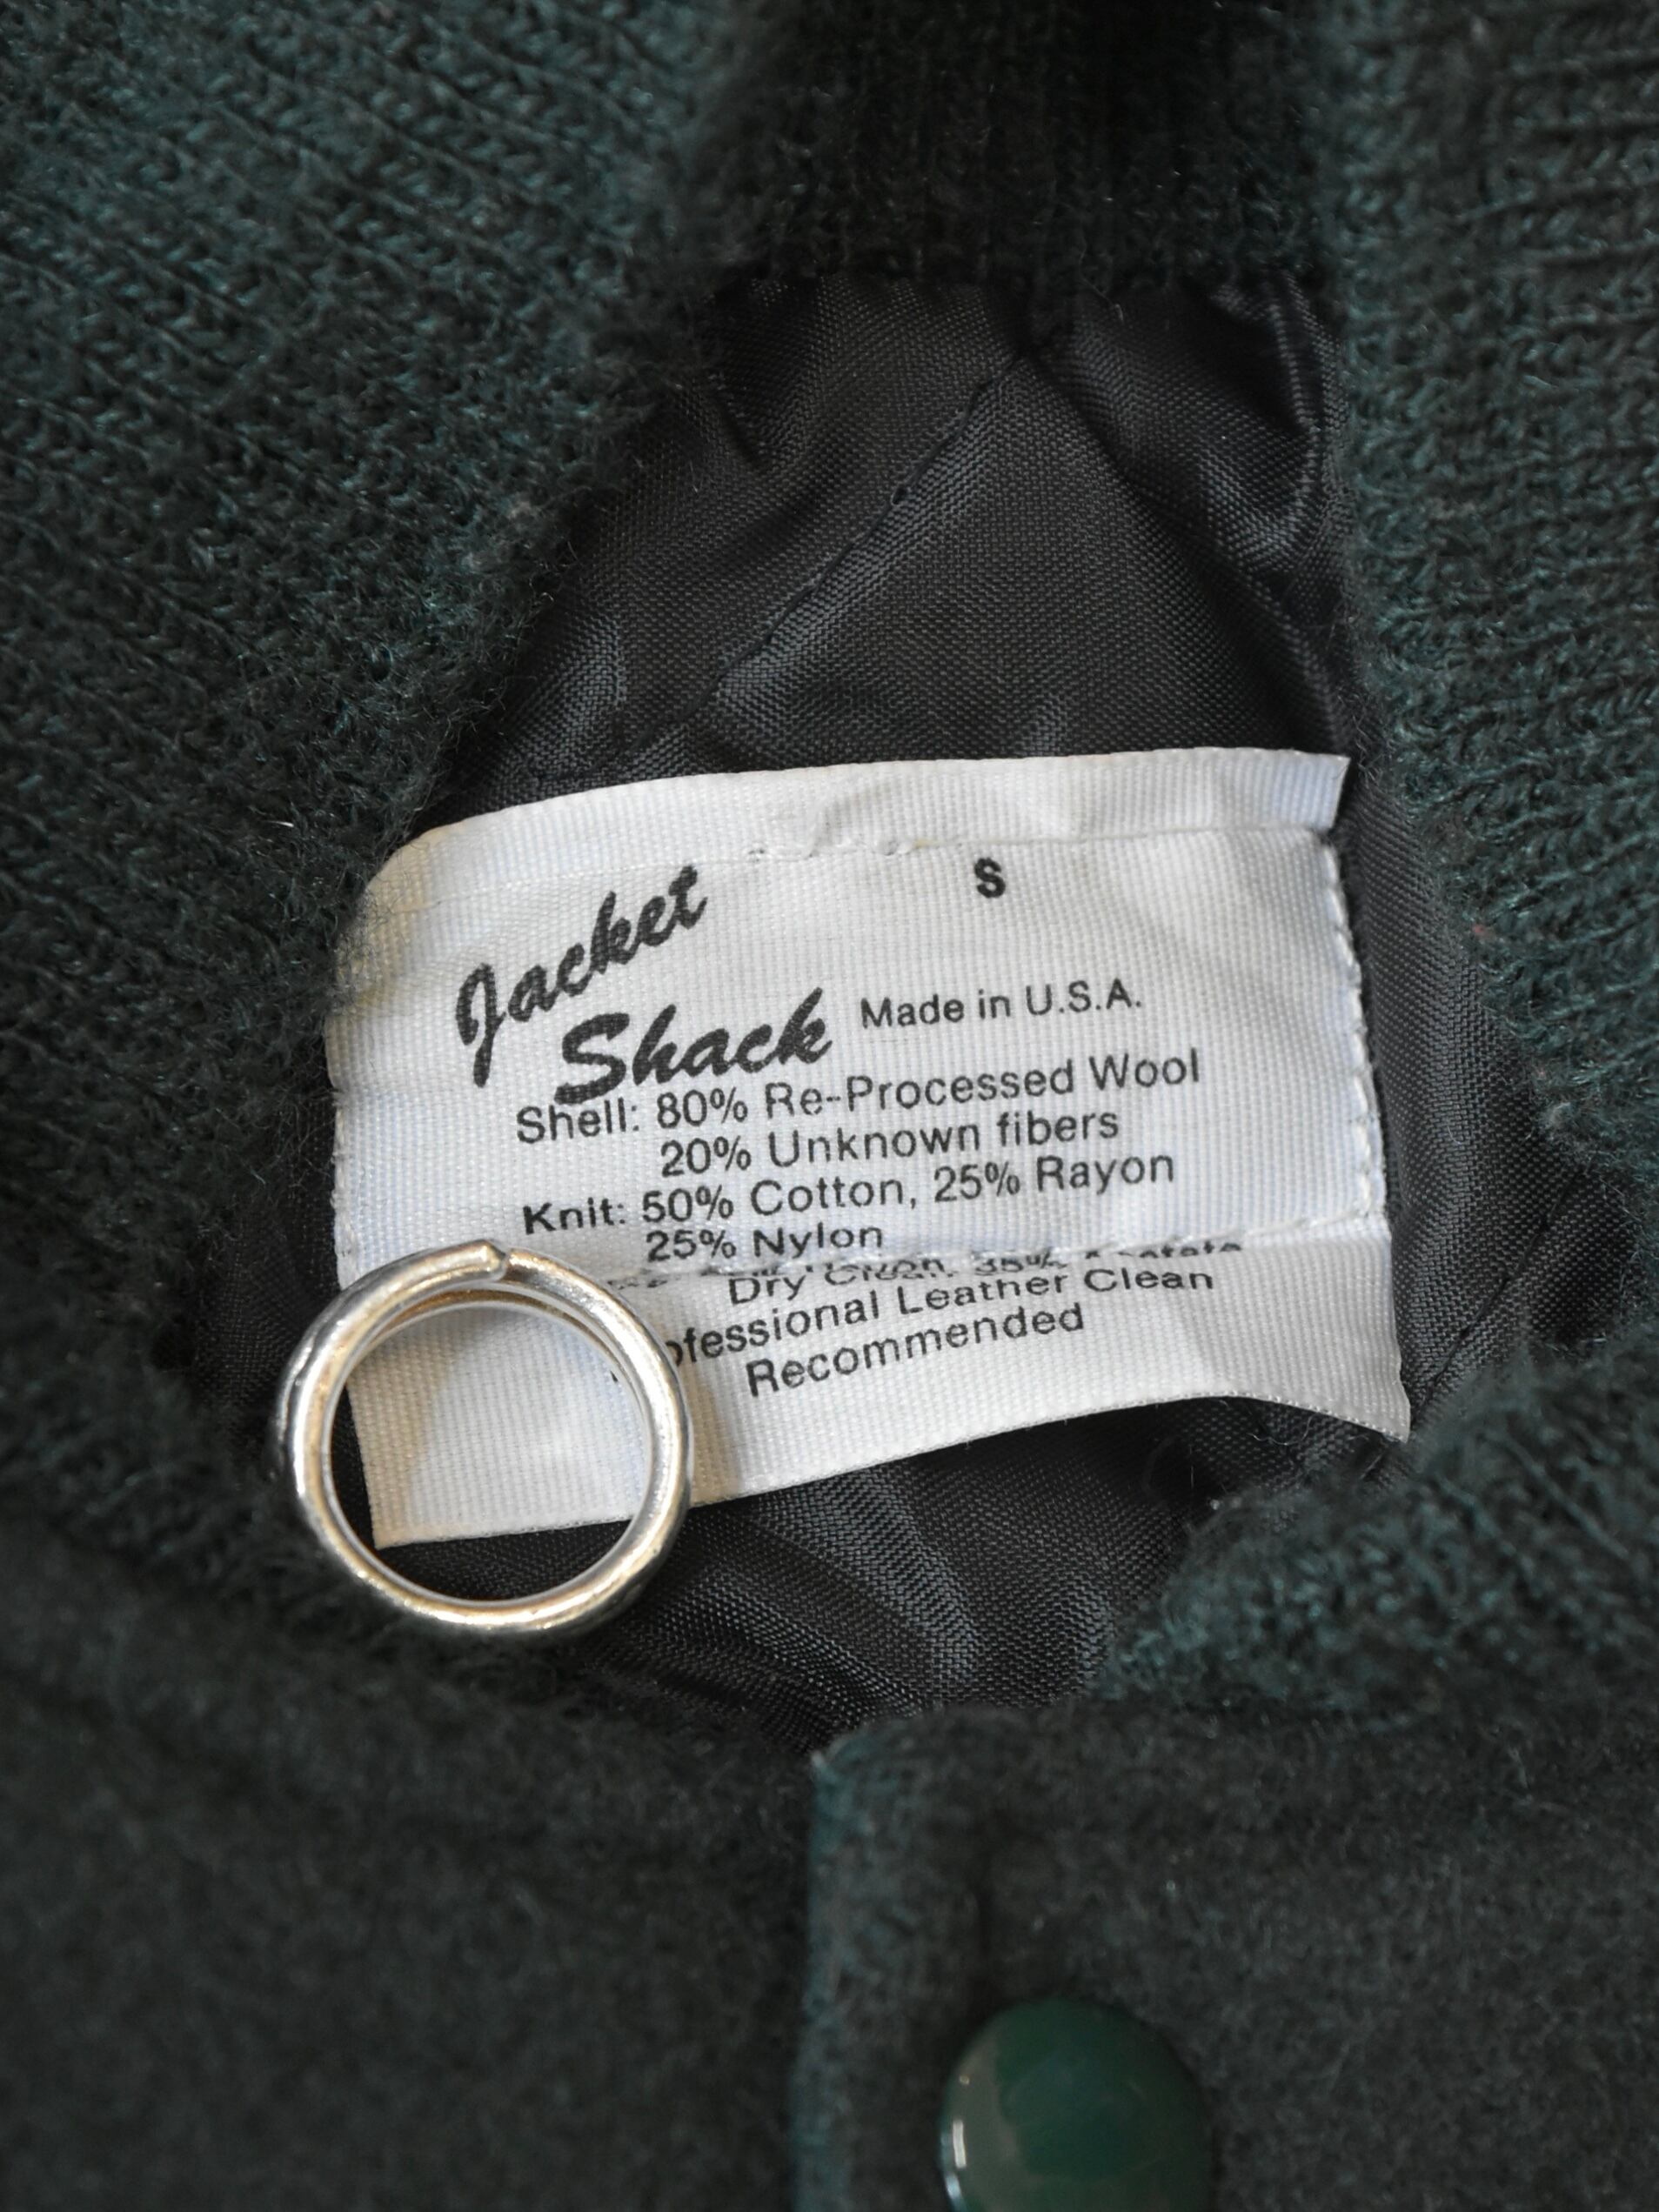 S
Jacket
Shack Made in U.S.A.
Shell: 80% Re-Processed Wool
20% Unknown fibers
Knit: 50% Cotton, 25% Rayon
25% Nylon
Dry Clean.
Leather Clean
Recommended